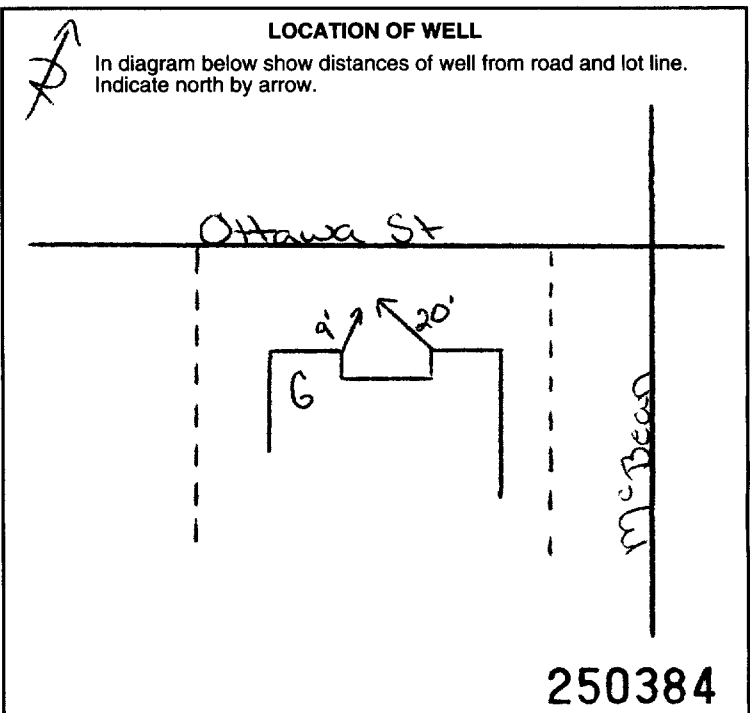 LOCATION OF WELL
In diagram below show distances of well from road and lot line.
Indicate north by arrow.
Ottawa St
9'
20'
G
McBean
250384